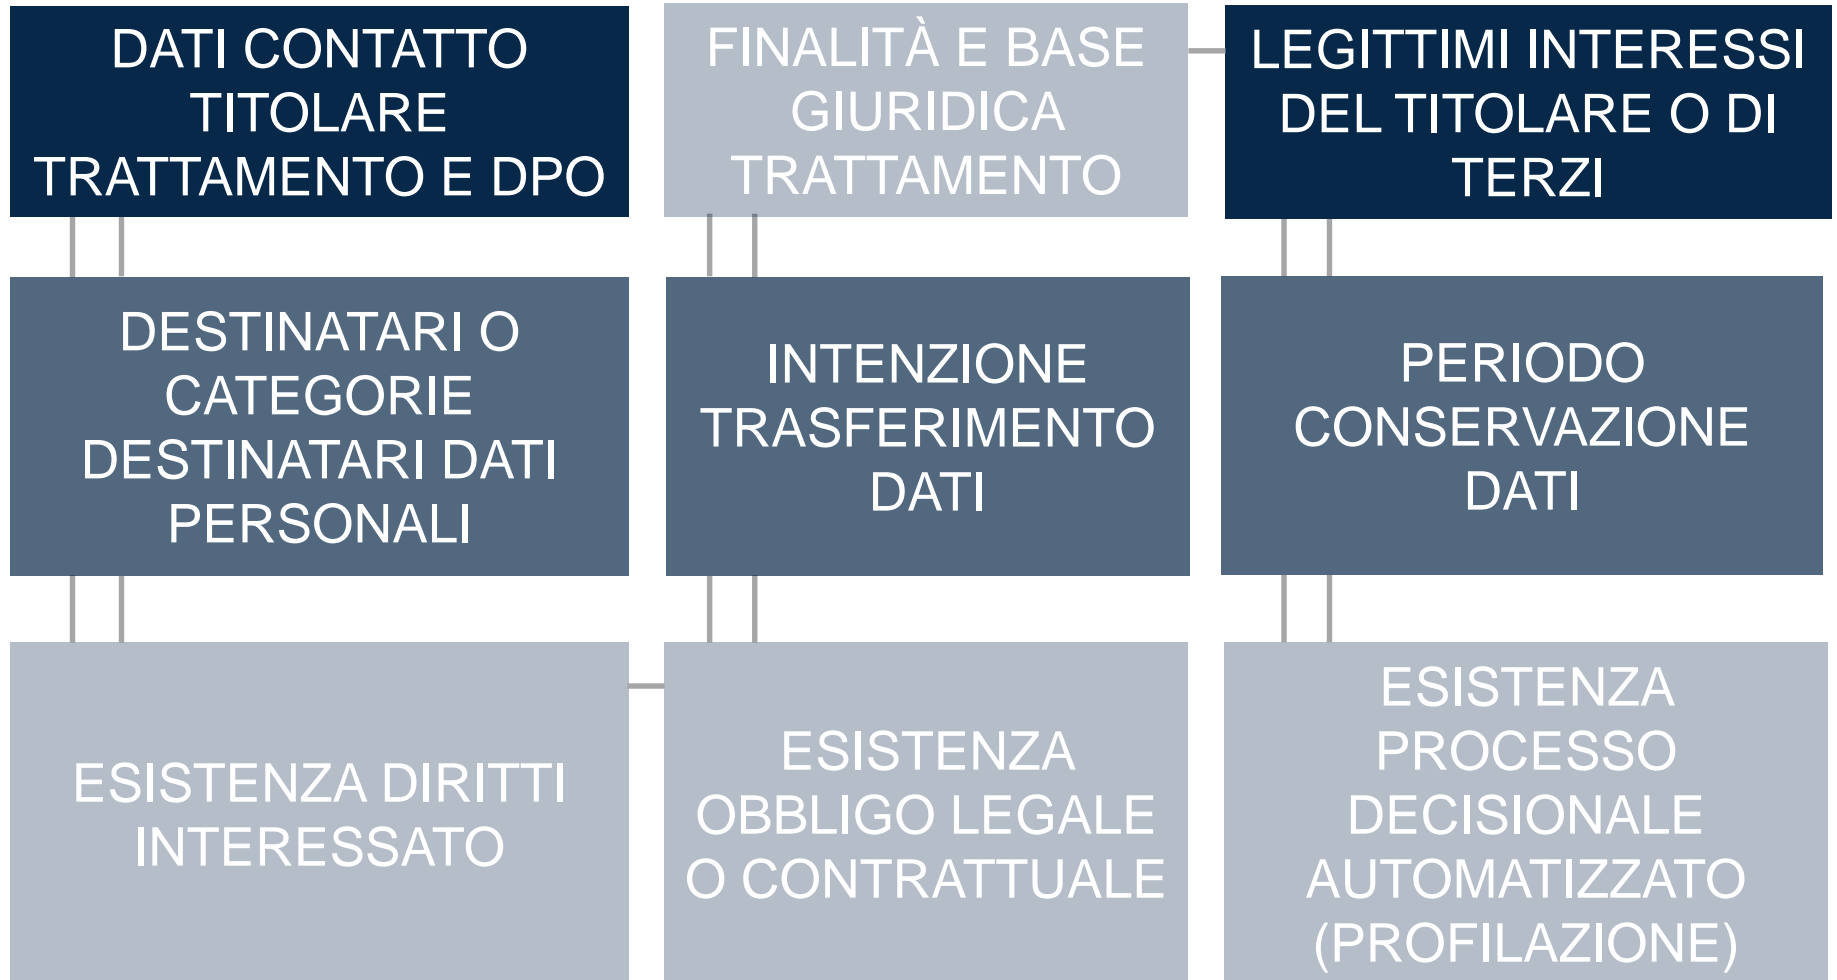 DATI CONTATTO
TITOLARE
TRATTAMENTO E DPO
FINALITÀ E BASE
GIURIDICA
TRATTAMENTO
LEGITTIMI INTERESSI
DEL TITOLARE O DI
TERZI
DESTINATARI O
CATEGORIE
DESTINATARI DATI
PERSONALI
INTENZIONE
TRASFERIMENTO
DATI
PERIODO
CONSERVAZIONE
DATI
ESISTENZA DIRITTI
INTERESSATO
ESISTENZA
OBBLIGO LEGALE
O CONTRATTUALE
ESISTENZA
PROCESSO
DECISIONALE
AUTOMATIZZATO
(PROFILAZIONE)